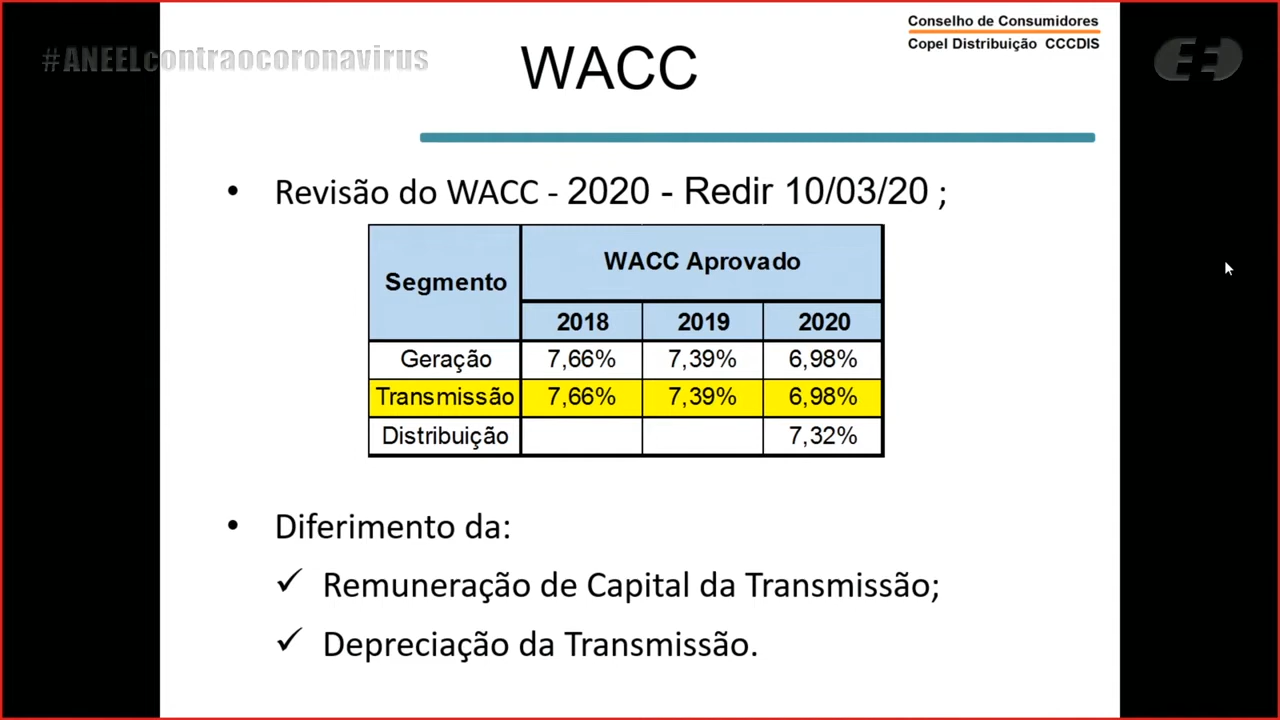 Conselho de Consumidores
Copel Distribuição CCCDIS
#ANEELcontraocoronavirus
WACC
• Revisão do WACC - 2020 - Redir 10/03/20 ;
Segmento WACC Aprovado
2018 2019 2020
Geração 7,66% 7,39% 6,98%
Transmissão 7,66% 7,39% 6,98%
Distribuição 7,32%
• Diferimento da:
✓ Remuneração de Capital da Transmissão;
✓ Depreciação da Transmissão.